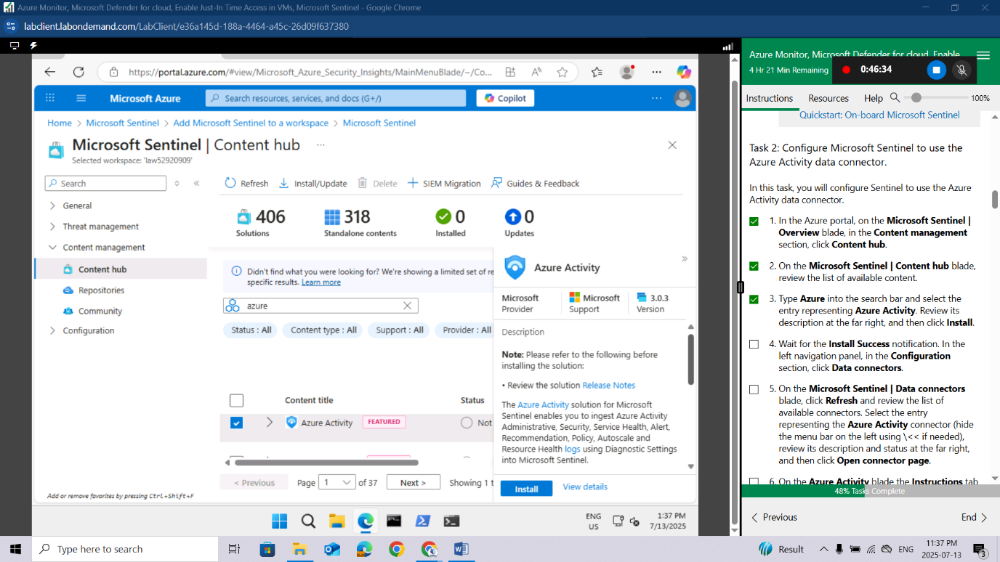 Azure Monitor, Microsoft Defender for cloud, Enable Just-In Time Access in VMs, Microsoft Sentinel - Google Chrome
labclient.labondemand.com/LabClient/e36a145d-188a-4464-a45c-26d09f637380
https://portal.azure.com/#view/Microsoft_Azure_Security_Insights/MainMenuBlade/~/Co...
Microsoft Azure
Search resources, services, and docs (G+/)
Copilot
Home > Microsoft Sentinel > Add Microsoft Sentinel to a workspace > Microsoft Sentinel
Microsoft Sentinel | Content hub
Selected workspace: 'law52920909'
Search
General
Threat management
Content management
Content hub
Repositories
Community
Configuration
Add or remove favorites by pressing Ctrl+Shift+F
Refresh
Install/Update
Delete
SIEM Migration
Guides & Feedback
406
Solutions
318
Standalone contents
0
Installed
0
Updates
Didn't find what you were looking for? We're showing a limited set of re
specific results. Learn more
azure
Status : All
Content type : All
Support : All
Provider : All
Content title
Status
Azure Activity
FEATURED
Not
< Previous
Page
1
of 37
Next >
Showing 1 t
Azure Activity
Microsoft
Provider
Microsoft
Support
3.0.3
Version
Description
Note: Please refer to the following before
installing the solution:
• Review the solution Release Notes
The Azure Activity solution for Microsoft
Sentinel enables you to ingest Azure Activity
Administrative, Security, Service Health, Alert,
Recommendation, Policy, Autoscale and
Resource Health logs using Diagnostic Settings
into Microsoft Sentinel.
Install
View details
ENG
US
1:37 PM
7/13/2025
Azure Monitor, Microsoft Defender for cloud, Enable
4 Hr 21 Min Remaining
0:46:34
Instructions
Resources
Help
100%
Quickstart: On-board Microsoft Sentinel
Task 2: Configure Microsoft Sentinel to use the
Azure Activity data connector.
In this task, you will configure Sentinel to use the Azure
Activity data connector.
1. In the Azure portal, on the Microsoft Sentinel |
Overview blade, in the Content management
section, click Content hub.
2. On the Microsoft Sentinel | Content hub blade,
review the list of available content.
3. Type Azure into the search bar and select the
entry representing Azure Activity. Review its
description at the far right, and then click Install.
4. Wait for the Install Success notification. In the
left navigation panel, in the Configuration
section, click Data connectors.
5. On the Microsoft Sentinel | Data connectors
blade, click Refresh and review the list of
available connectors. Select the entry
representing the Azure Activity connector (hide
the menu bar on the left using \<< if needed),
review its description and status at the far right,
and then click Open connector page.
6. On the Azure Activity blade the Instructions tab
48% Tasks Complete
Previous
End
Type here to search
Result
ENG
11:37 PM
2025-07-13
3